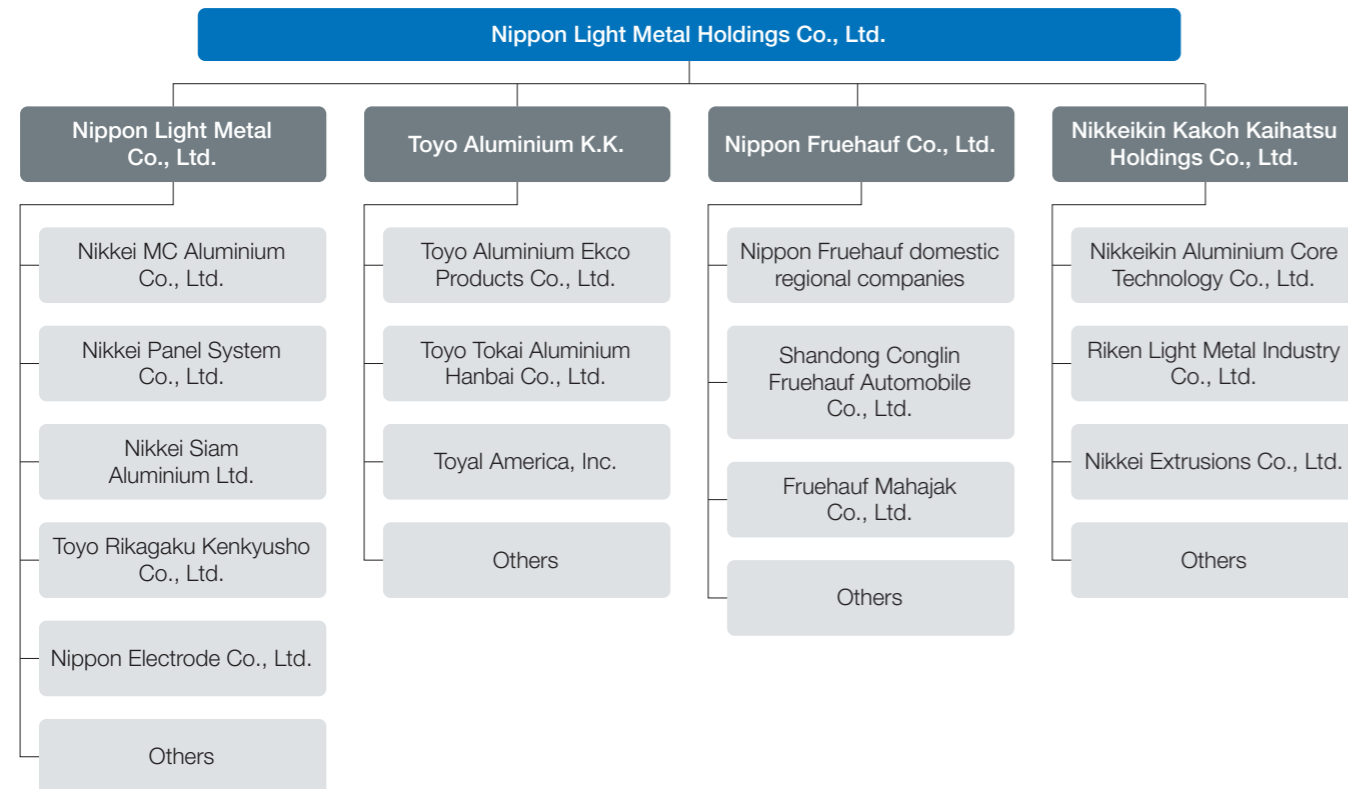 Nippon Light Metal Holdings Co., Ltd.
Nippon Light Metal
Co., Ltd.
Nikkei MC Aluminium
Co., Ltd.
Nikkei Panel System
Co., Ltd.
Nikkei Siam
Aluminium Ltd.
Toyo Rikagaku Kenkyusho
Co., Ltd.
Nippon Electrode Co., Ltd.
Others
Toyo Aluminium K.K.
Toyo Aluminium Ekco
Products Co., Ltd.
Toyo Tokai Aluminium
Hanbai Co., Ltd.
Toyal America, Inc.
Others
Nippon Fruehauf Co., Ltd.
Nippon Fruehauf domestic
regional companies
Shandong Conglin
Fruehauf Automobile
Co., Ltd.
Fruehauf Mahajak
Co., Ltd.
Others
Nikkeikin Kakoh Kaihatsu
Holdings Co., Ltd.
Nikkeikin Aluminium Core
Technology Co., Ltd.
Riken Light Metal Industry
Co., Ltd.
Nikkei Extrusions Co., Ltd.
Others